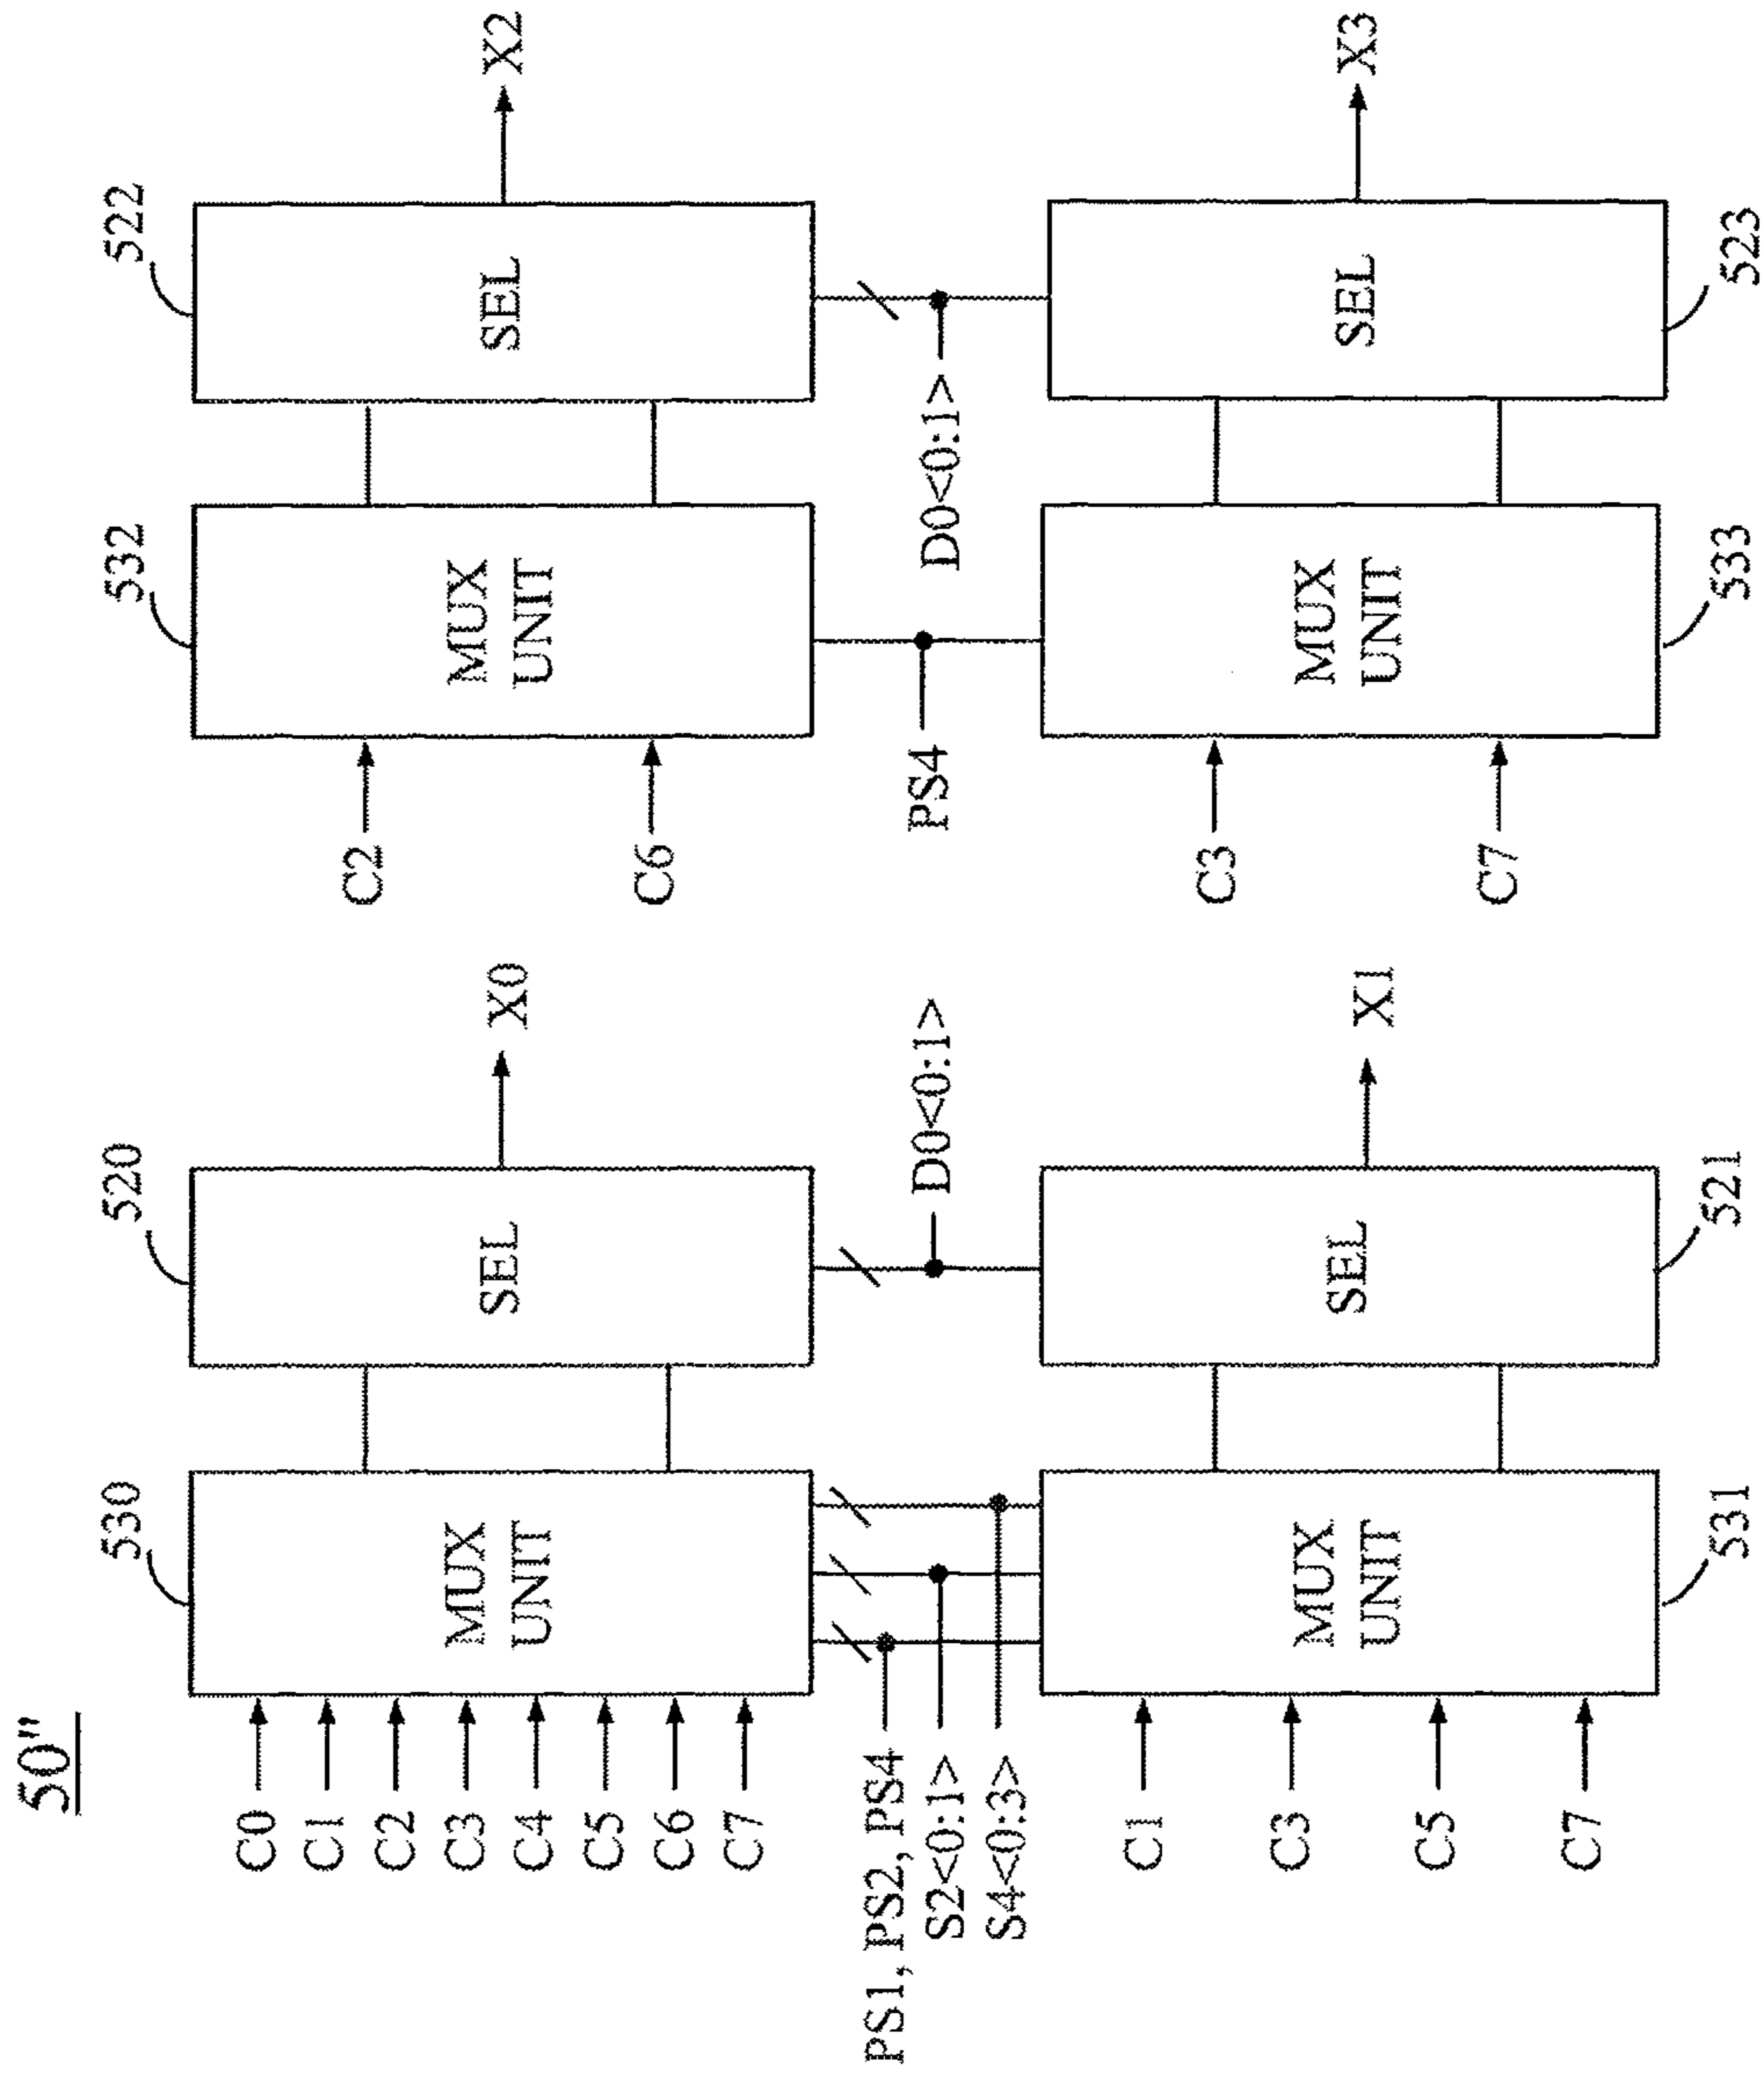 50"
C0
C1
C2
C3
C4
C5
C6
C7
530
MUX
UNIT
520
SEL
X0
PS1, PS2, PS4
S2<0:1>
S4<0:3>
D0<0:1>
C1
C3
C5
C7
MUX
UNIT
531
SEL
521
X1
C2
C6
532
MUX
UNIT
522
SEL
X2
PS4
D0<0:1>
C3
C7
MUX
UNIT
533
SEL
523
X3